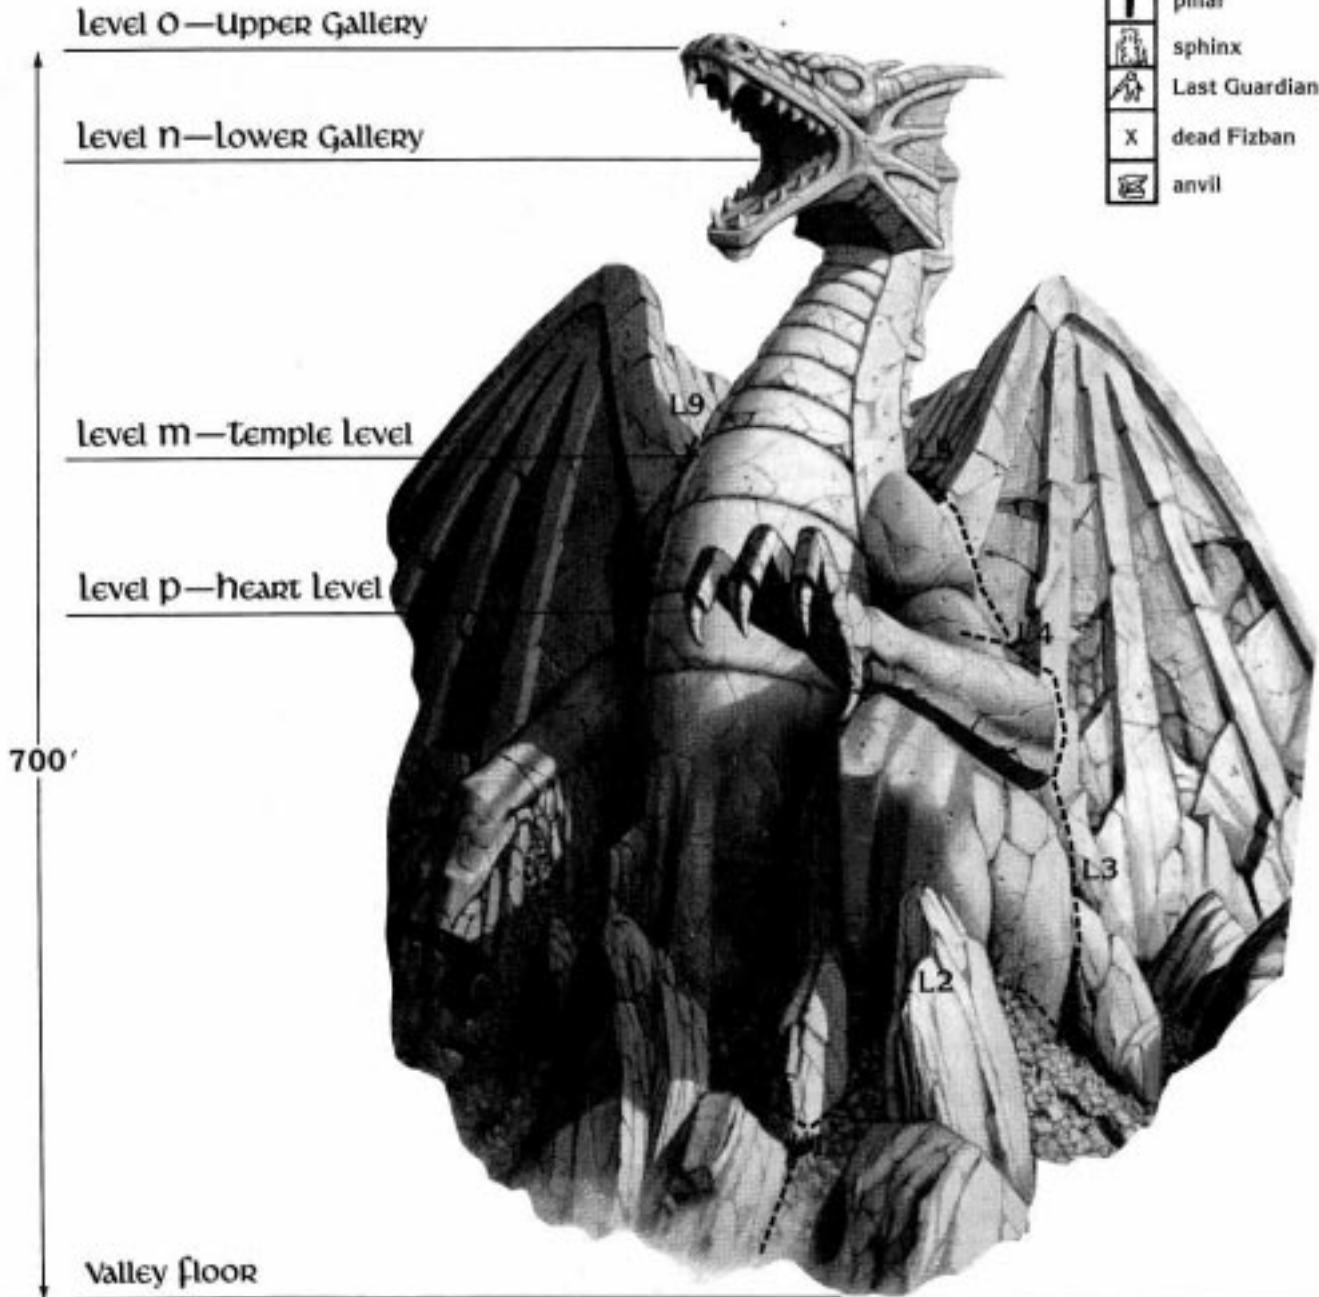 Level O—Upper Gallery
Level N—Lower Gallery
Level M—Temple Level
Level P—Heart Level
700'
Valley Floor
pillar
sphinx
Last Guardian
X dead Fizban
anvil
L9
L4
L3
L2